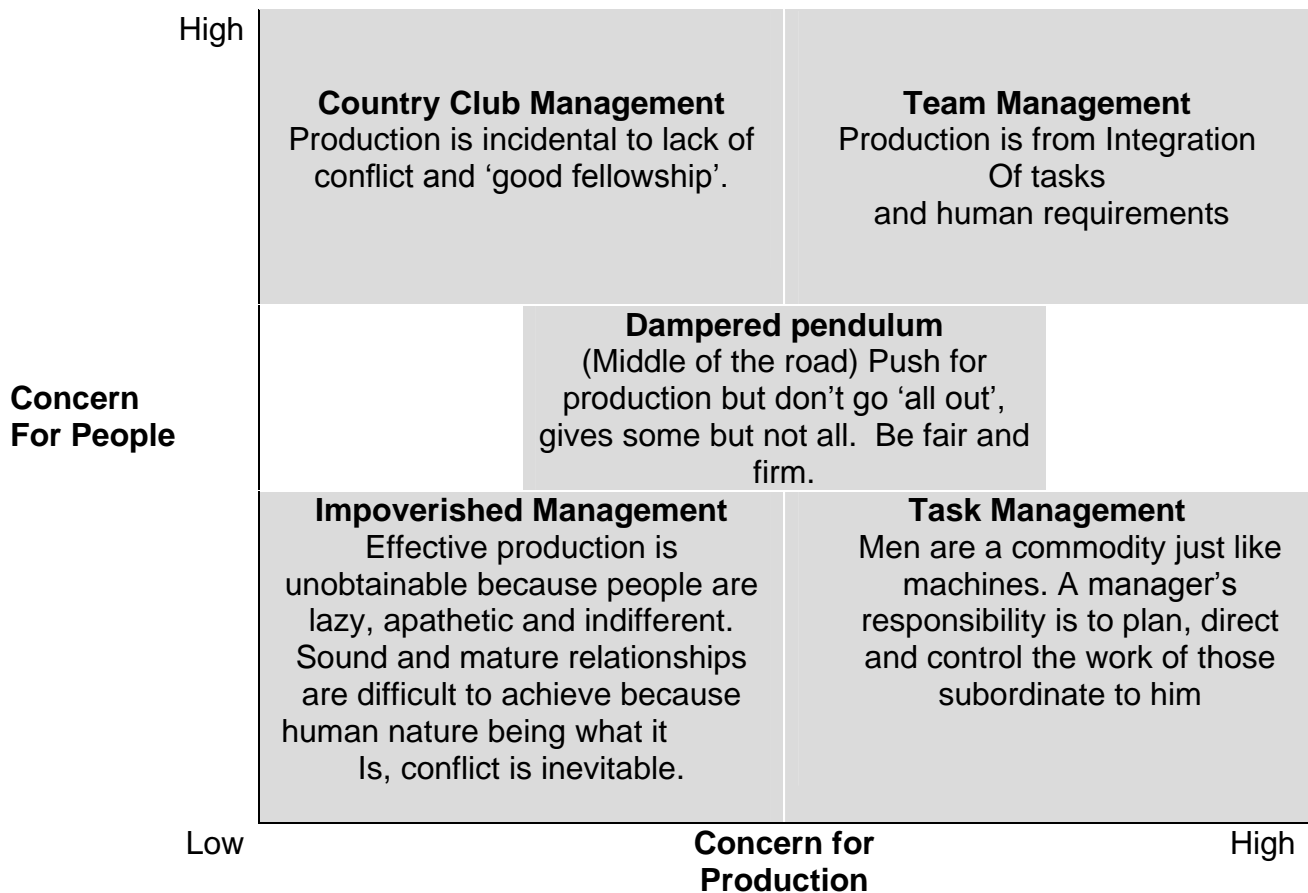 High
Country Club Management
Production is incidental to lack of
conflict and ‘good fellowship’.
Team Management
Production is from Integration
Of tasks
and human requirements
Concern
For People
Dampered pendulum
(Middle of the road) Push for
production but don’t go ‘all out’,
gives some but not all.  Be fair and
firm.
Impoverished Management
Effective production is
unobtainable because people are
lazy, apathetic and indifferent.
Sound and mature relationships
are difficult to achieve because
human nature being what it
Is, conflict is inevitable.
Task Management
Men are a commodity just like
machines. A manager’s
responsibility is to plan, direct
and control the work of those
subordinate to him
Low
Concern for
Production
High